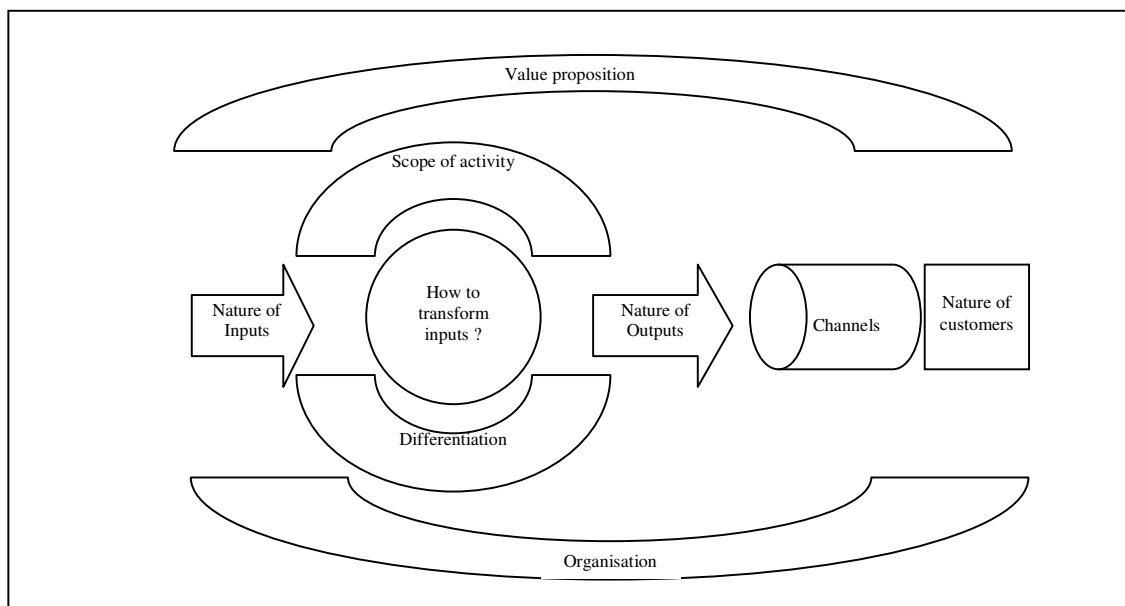 Value proposition
Scope of activity
Nature of
Inputs
How to
transform
inputs ?
Nature of
Outputs
Channels
Nature of
customers
Differentiation
Organisation